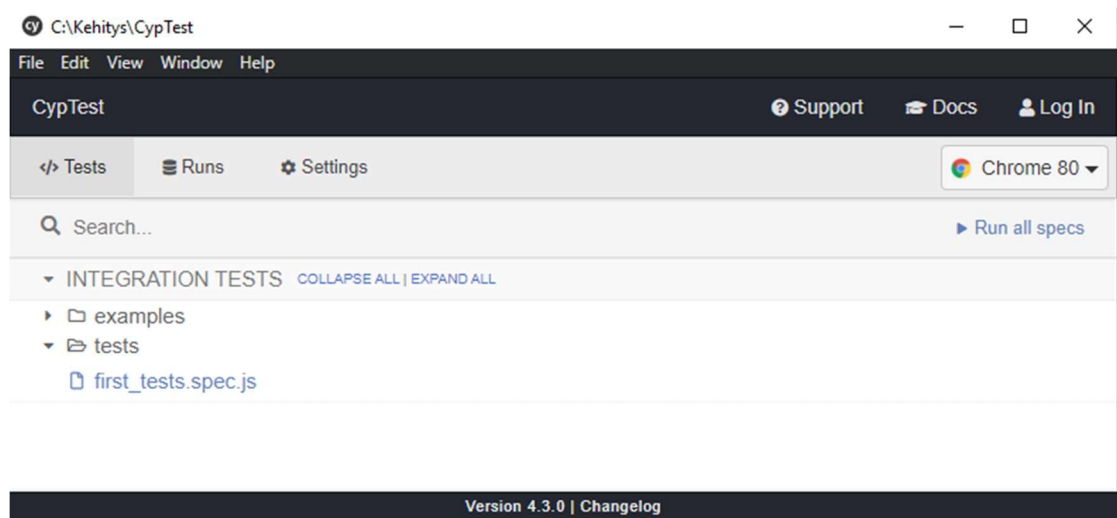 cy C:\Kehitys\CypTest
File Edit View Window Help
CypTest Support Docs Log In
</> Tests Runs Settings Chrome 80
Search... Run all specs
INTEGRATION TESTS COLLAPSE ALL | EXPAND ALL
examples
tests
first_tests.spec.js
Version 4.3.0 | Changelog